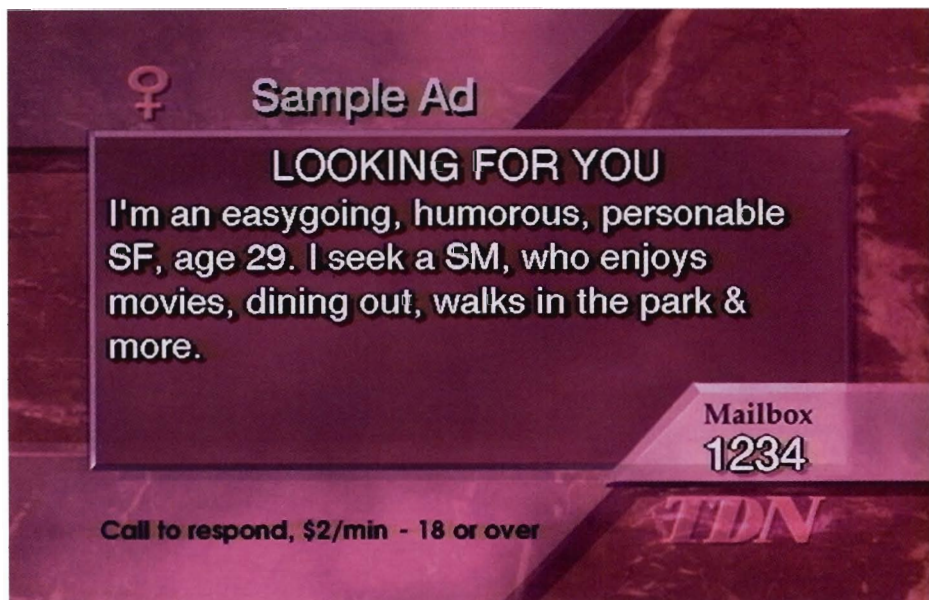 Sample Ad
LOOKING FOR YOU
I'm an easygoing, humorous, personable
SF, age 29. I seek a SM, who enjoys
movies, dining out, walks in the park &
more.
Mailbox
1234
Call to respond, $2/min - 18 or over
TDN